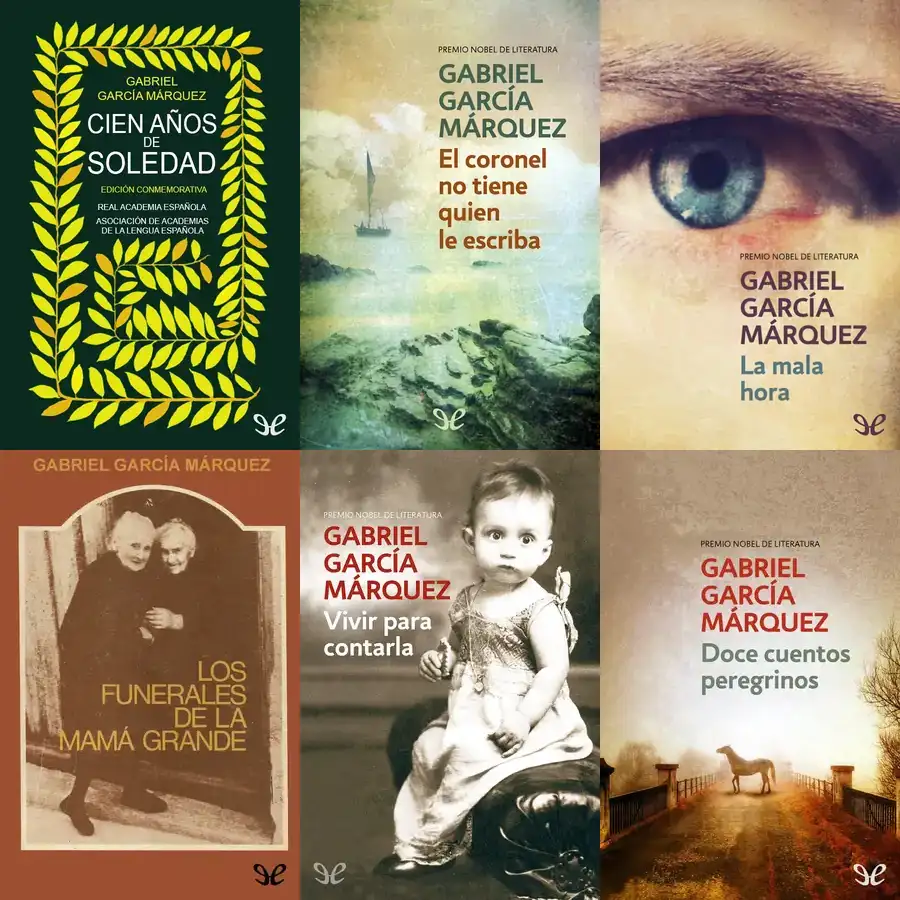 GABRIEL
GARCÍA MÁRQUEZ
CIEN AÑOS
DE
SOLEDAD
EDICIÓN CONMEMORATIVA
REAL ACADEMIA ESPAÑOLA
ASOCIACIÓN DE ACADEMIAS
DE LA LENGUA ESPAÑOLA
PREMIO NOBEL DE LITERATURA
GABRIEL
GARCÍA
MÁRQUEZ
El coronel
no tiene
quien
le escriba
PREMIO NOBEL DE LITERATURA
GABRIEL
GARCÍA
MÁRQUEZ
La mala
hora
GABRIEL GARCÍA MÁRQUEZ
LOS
FUNERALES
DE LA
MAMÁ GRANDE
PREMIO NOBEL DE LITERATURA
GABRIEL
GARCÍA
MÁRQUEZ
Vivir para
contarla
PREMIO NOBEL DE LITERATURA
GABRIEL
GARCÍA
MÁRQUEZ
Doce cuentos
peregrinos